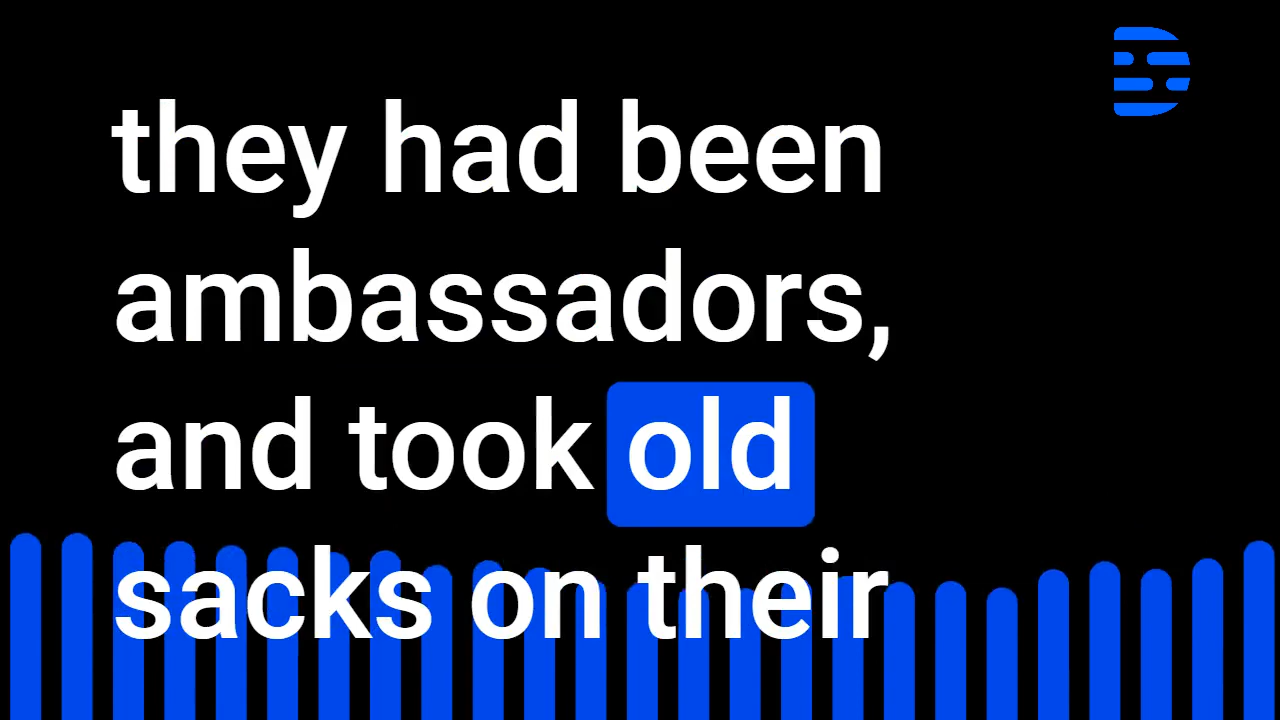 they had been
ambassadors,
and took old
sacks on their